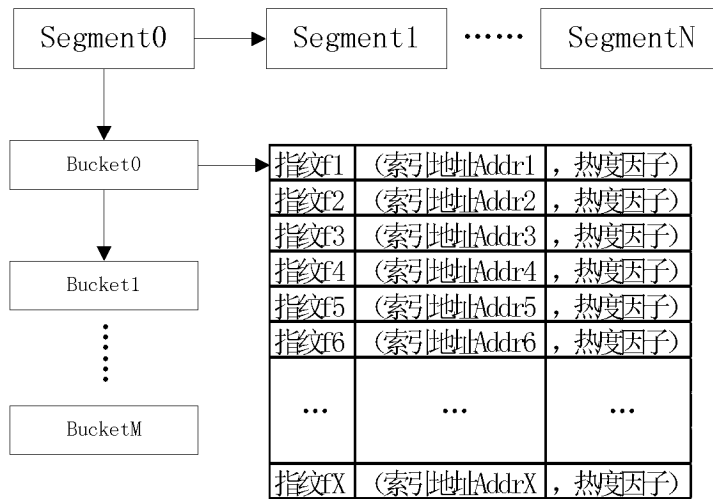 Segment0 Segment1 ······ SegmentN
Bucket0
指纹f1 （索引地址Addr1 ，热度因子）
指纹f2 （索引地址Addr2 ，热度因子）
指纹f3 （索引地址Addr3 ，热度因子）
Bucket1
指纹f4 （索引地址Addr4 ，热度因子）
指纹f5 （索引地址Addr5 ，热度因子）
指纹f6 （索引地址Addr6 ，热度因子）
······
… … …
BucketM
指纹fX （索引地址AddrX ，热度因子）